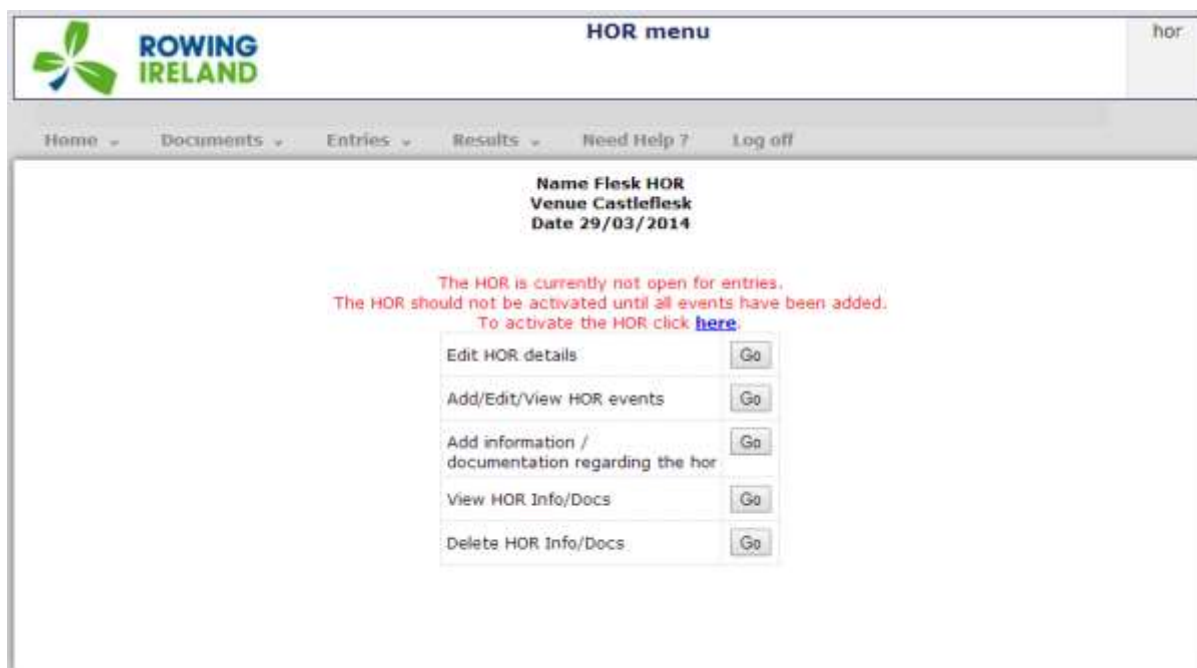 HOR menu
hor
ROWING
IRELAND
Home
Documents
Entries
Results
Need Help ?
Log off
Name Flesk HOR
Venue Castleflesk
Date 29/03/2014
The HOR is currently not open for entries.
The HOR should not be activated until all events have been added.
To activate the HOR click here.
Edit HOR details Go
Add/Edit/View HOR events Go
Add information / Go
documentation regarding the hor
View HOR Info/Docs Go
Delete HOR Info/Docs Go